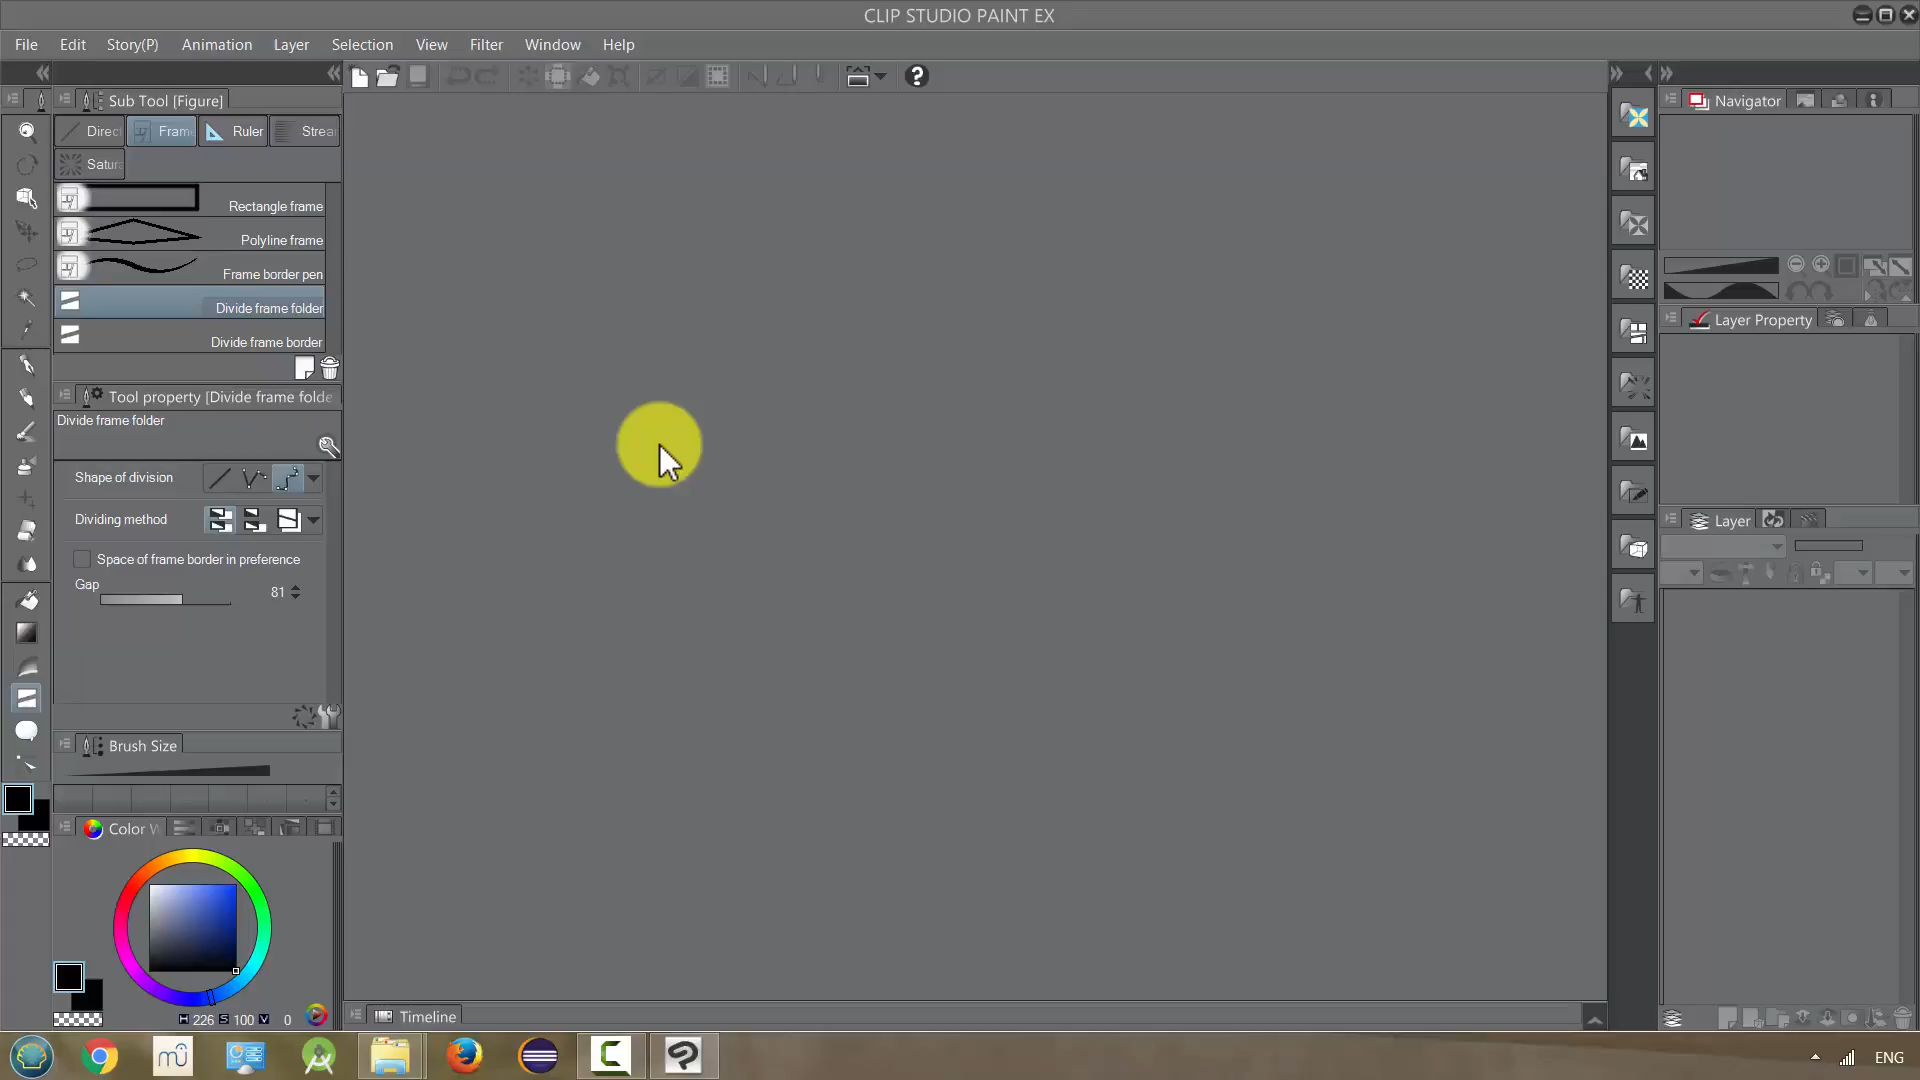 CLIP STUDIO PAINT EX
File Edit Story(P) Animation Layer Selection View Filter Window Help
Sub Tool [Figure]
Direc Frame Ruler Strea
Satura
Rectangle frame
Polyline frame
Frame border pen
Divide frame folder
Divide frame border
Tool property [Divide frame folde
Divide frame folder
Shape of division
Dividing method
Space of frame border in preference
Gap 81
Brush Size
Color W
H 226 S 100 V 0
Timeline
Navigator
Layer Property
Layer
ENG